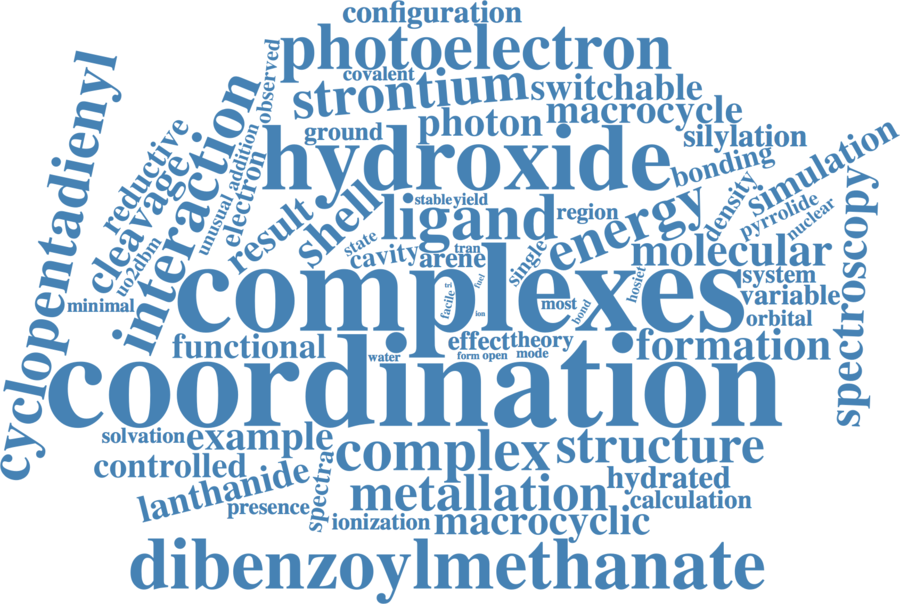 configuration
photoelectron
covalent
observed
strontium
switchable
cyclopentadienyl
interaction
photon
macrocycle
ground
hydroxide
silylation
reductive
cleavage
unusual
addition
electron
bonding
simulation
density
pyrrolide
nuclear
spectroscopy
result
shell
stable
yield
ligand
region
energy
state
cavity
arene
tran
single
molecular
uo2dbm
minimal
complexes
facile
tri
fuel
ion
most
bond
hosiet
system
variable
orbital
functional
water
effect
theory
form
open
mode
formation
coordination
solvation
example
complex
structure
controlled
lanthanide
spectra
hydrated
presence
metallation
calculation
ionization
macrocyclic
dibenzoylmethanate